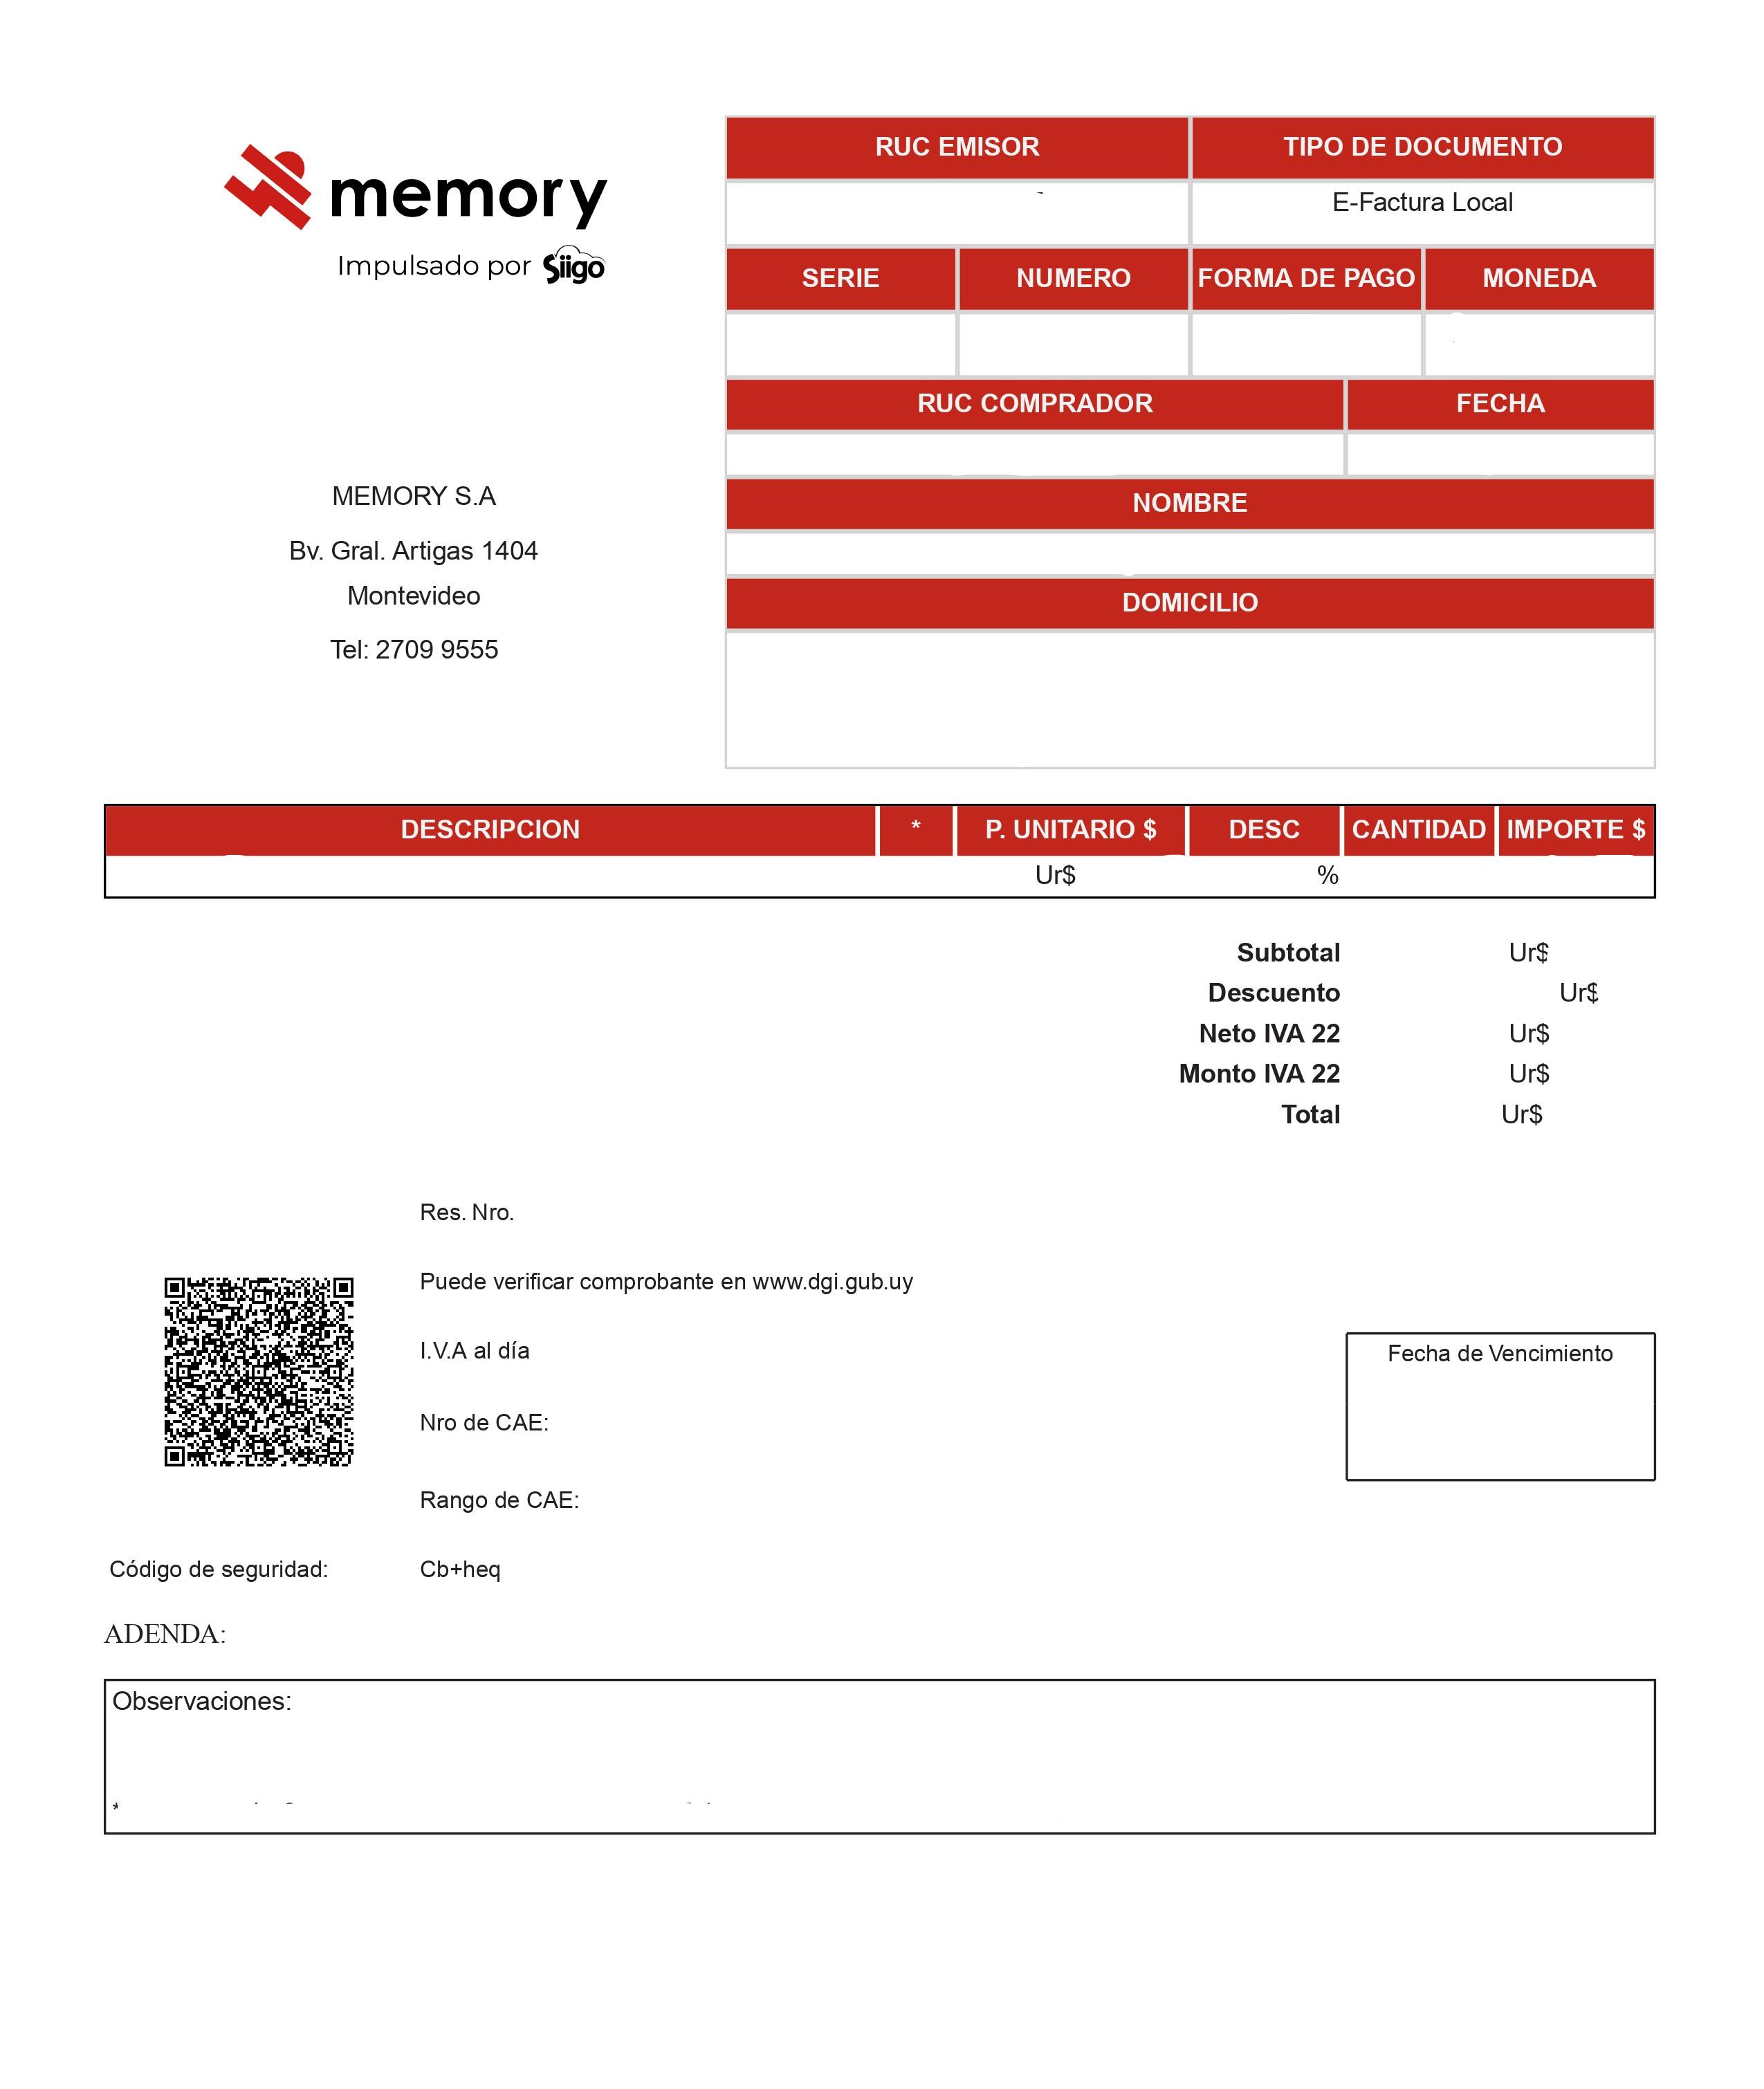 memory
Impulsado por Siigo
MEMORY S.A
Bv. Gral. Artigas 1404
Montevideo
Tel: 2709 9555
RUC EMISOR TIPO DE DOCUMENTO
E-Factura Local
SERIE NUMERO FORMA DE PAGO MONEDA
RUC COMPRADOR FECHA
NOMBRE
DOMICILIO
DESCRIPCION * P. UNITARIO $ DESC CANTIDAD IMPORTE $
Ur$ %
Subtotal Ur$
Descuento Ur$
Neto IVA 22 Ur$
Monto IVA 22 Ur$
Total Ur$
Res. Nro.
Puede verificar comprobante en www.dgi.gub.uy
I.V.A al día
Nro de CAE:
Rango de CAE:
Fecha de Vencimiento
Código de seguridad: Cb+heq
ADENDA:
Observaciones: